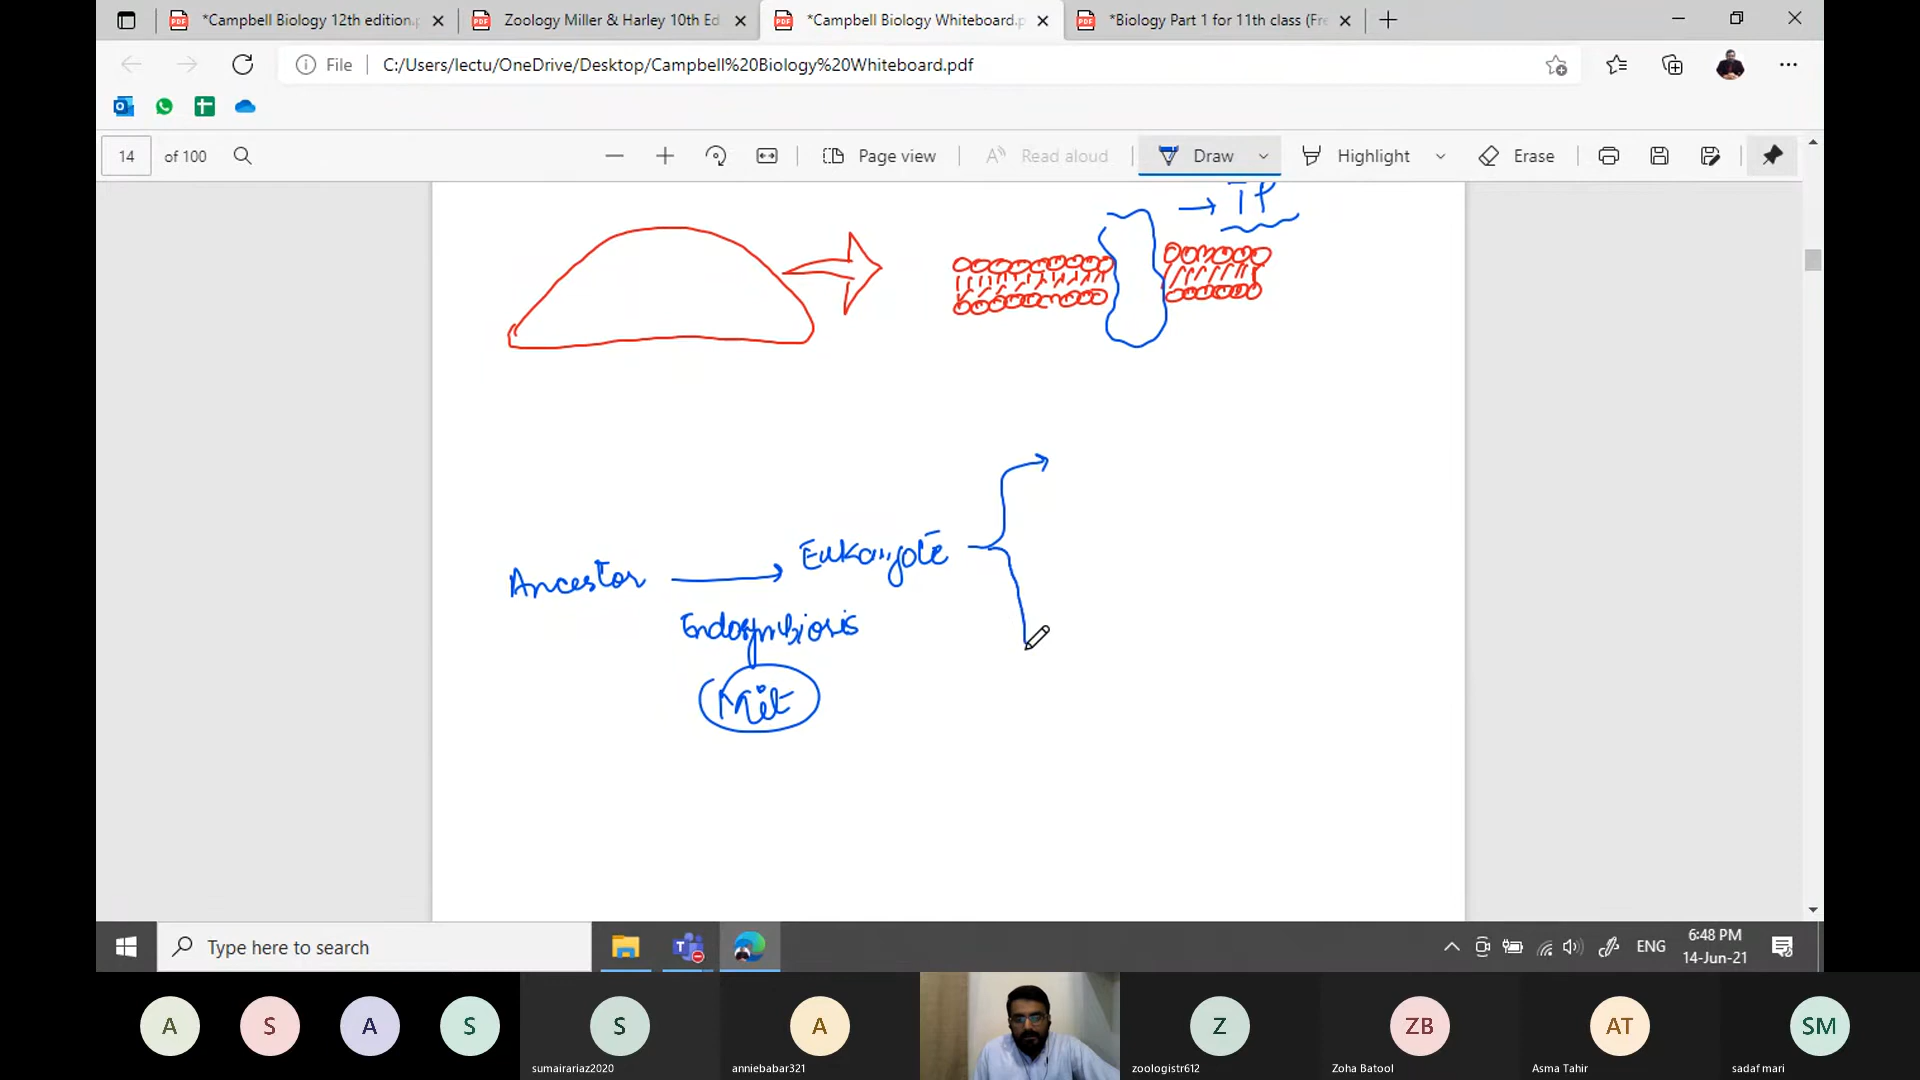 *Campbell Biology 12th edition.p
Zoology Miller & Harley 10th Ed
*Campbell Biology Whiteboard.p
*Biology Part 1 for 11th class (Fre
File
C:/Users/lectu/OneDrive/Desktop/Campbell%20Biology%20Whiteboard.pdf
14 of 100
Page view
Read aloud
Draw
Highlight
Erase
→ IP
Ancestor → Eukaryote
Endosymbiosis
Mit
Type here to search
ENG
6:48 PM
14-Jun-21
A S A S S A Z ZB AT SM
sumairariaz2020
anniebabar321
zoologistr612
Zoha Batool
Asma Tahir
sadaf mari